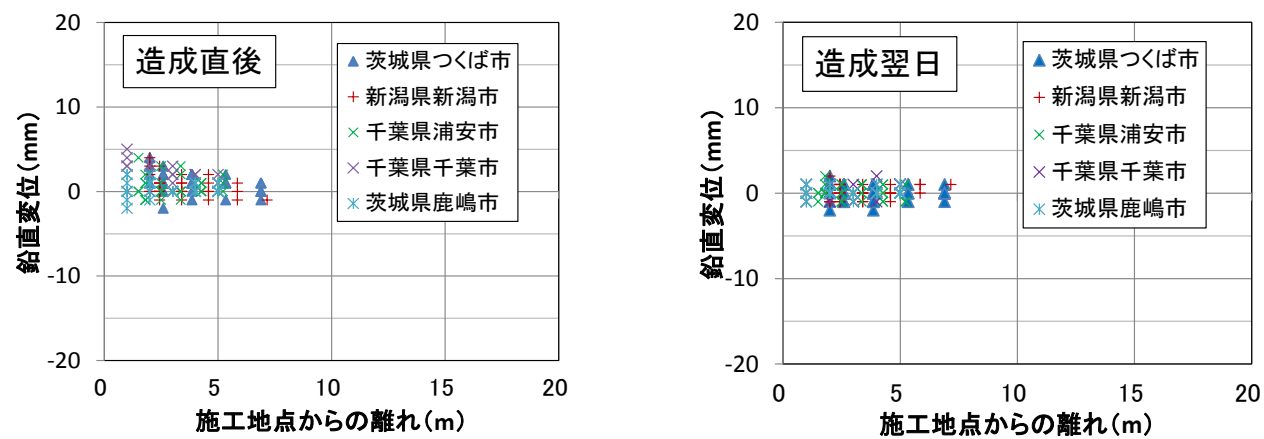 20
10
0
-10
-20
鉛直変位(mm)
造成直後
茨城県つくば市
新潟県新潟市
千葉県浦安市
千葉県千葉市
茨城県鹿嶋市
0 5 10 15 20
施工地点からの離れ(m)
20
10
0
-10
-20
鉛直変位(mm)
造成翌日
茨城県つくば市
新潟県新潟市
千葉県浦安市
千葉県千葉市
茨城県鹿嶋市
0 5 10 15 20
施工地点からの離れ(m)